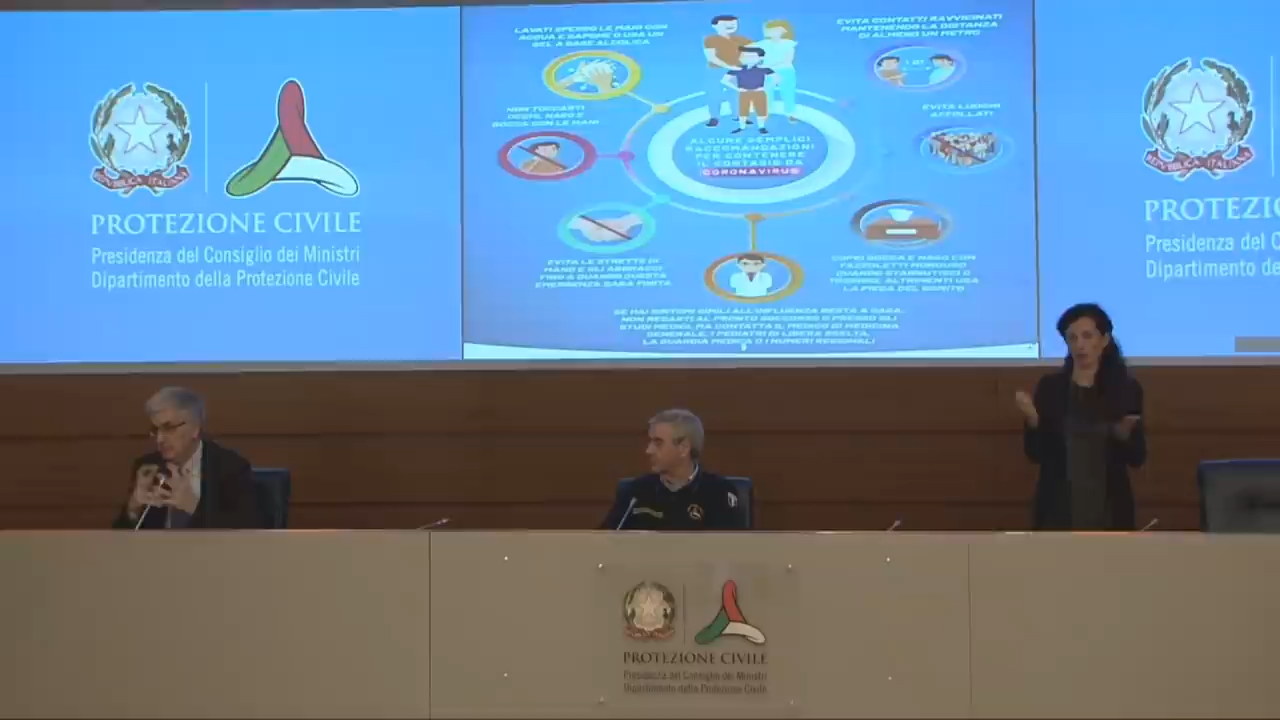 PROTEZIONE CIVILE
Presidenza del Consiglio dei Ministri
Dipartimento della Protezione Civile
REPVBBLICA ITALIANA
LAVATI SPESSO LE MANI CON
ACQUA E SAPONE O USA UN
GEL A BASE ALCOLICA
NON TOCCARTI
OCCHI, NASO E
BOCCA CON LE MANI
EVITA LE STRETTE DI
MANO E GLI ABBRACCI
FINO A QUANDO QUESTA
EMERGENZA SARÀ FINITA
ALCUNE SEMPLICI
RACCOMANDAZIONI
PER CONTENERE
IL CONTAGIO DA
CORONAVIRUS
EVITA CONTATTI RAVVICINATI
MANTENENDO LA DISTANZA
DI ALMENO UN METRO
EVITA LUOGHI
AFFOLLATI
COPRI BOCCA E NASO CON
FAZZOLETTI MONOUSO
QUANDO STARNUTISCI O
TOSSISCI. ALTRIMENTI USA
LA PIEGA DEL GOMITO
SE HAI SINTOMI SIMILI ALL'INFLUENZA RESTA A CASA,
NON RECARTI AL PRONTO SOCCORSO O PRESSO GLI
STUDI MEDICI, MA CONTATTA IL MEDICO DI MEDICINA
GENERALE, I PEDIATRI DI LIBERA SCELTA,
LA GUARDIA MEDICA O I NUMERI REGIONALI
REPVBBLICA ITALIANA
PROTEZIO
Presidenza del C
Dipartimento de
PROTEZIONE CIVILE
Presidenza del Consiglio dei Ministri
Dipartimento della Protezione Civile